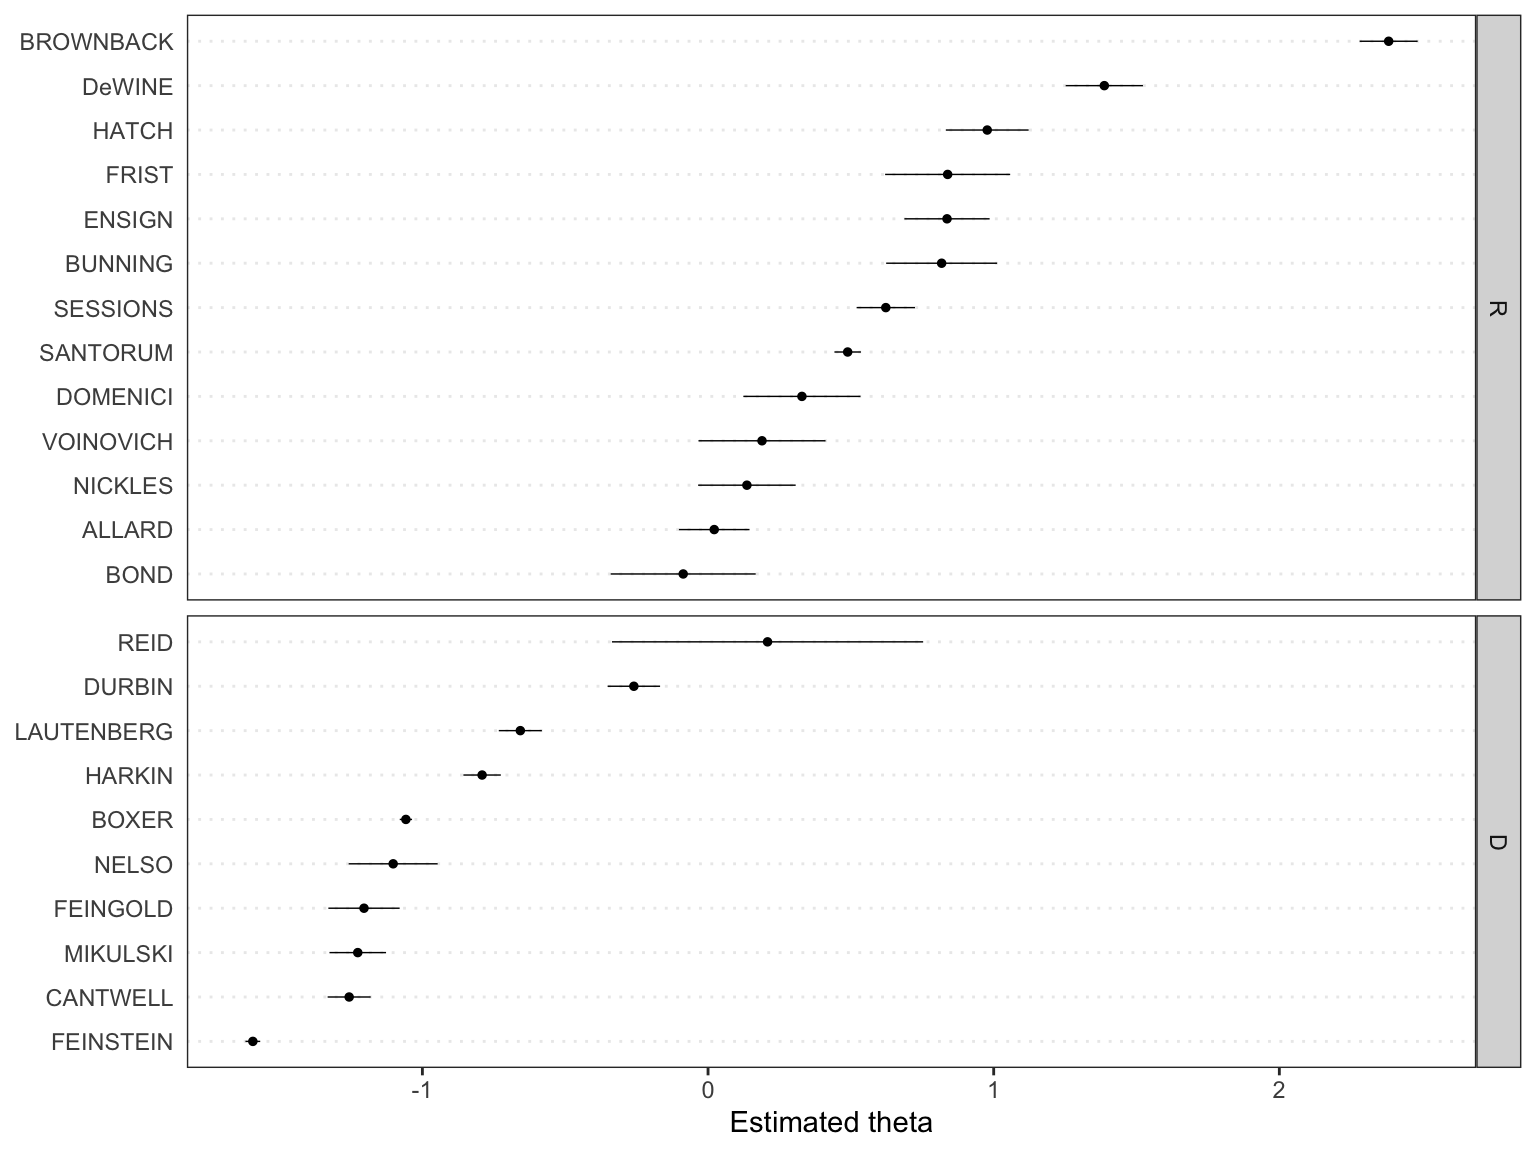 BROWNBACK
DeWINE
HATCH
FRIST
ENSIGN
BUNNING
SESSIONS
SANTORUM
DOMENICI
VOINOVICH
NICKLES
ALLARD
BOND
R
REID
DURBIN
LAUTENBERG
HARKIN
BOXER
NELSO
FEINGOLD
MIKULSKI
CANTWELL
FEINSTEIN
D
-1 0 1 2
Estimated theta